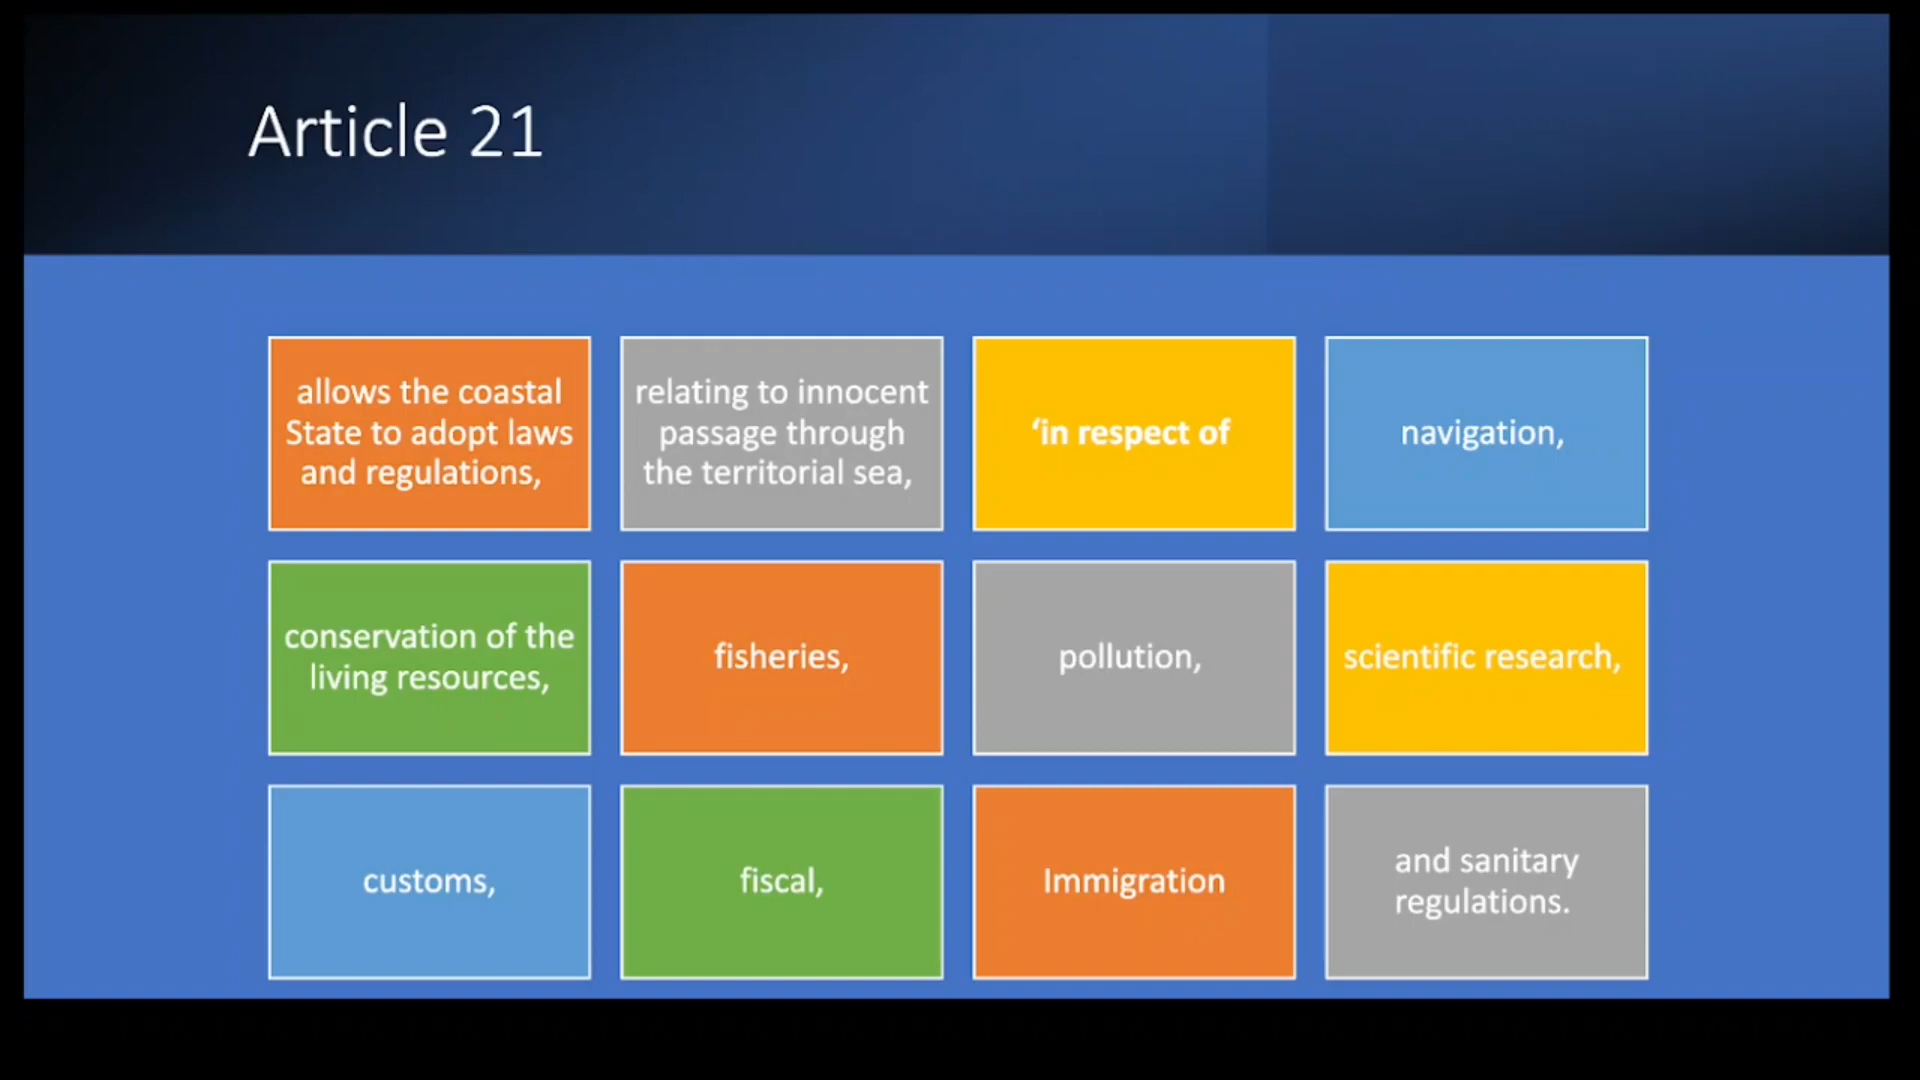 Article 21
allows the coastal
State to adopt laws
and regulations,
relating to innocent
passage through
the territorial sea,
‘in respect of
navigation,
conservation of the
living resources,
fisheries,
pollution,
scientific research,
customs,
fiscal,
Immigration
and sanitary
regulations.